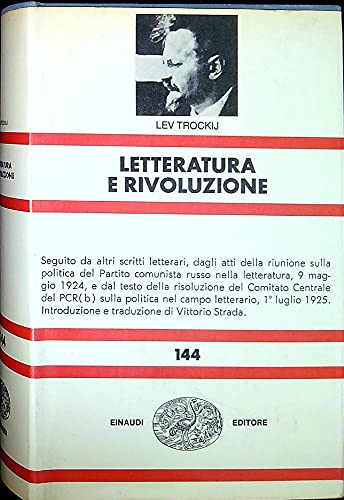 LEV TROCKIJ
LETTERATURA
E RIVOLUZIONE
Seguito da altri scritti letterari, dagli atti della riunione sulla
politica del Partito comunista russo nella letteratura, 9 mag-
gio 1924, e dal testo della risoluzione del Comitato Centrale
del PCR(b) sulla politica nel campo letterario, 1° luglio 1925.
Introduzione e traduzione di Vittorio Strada.
144
EINAUDI EDITORE